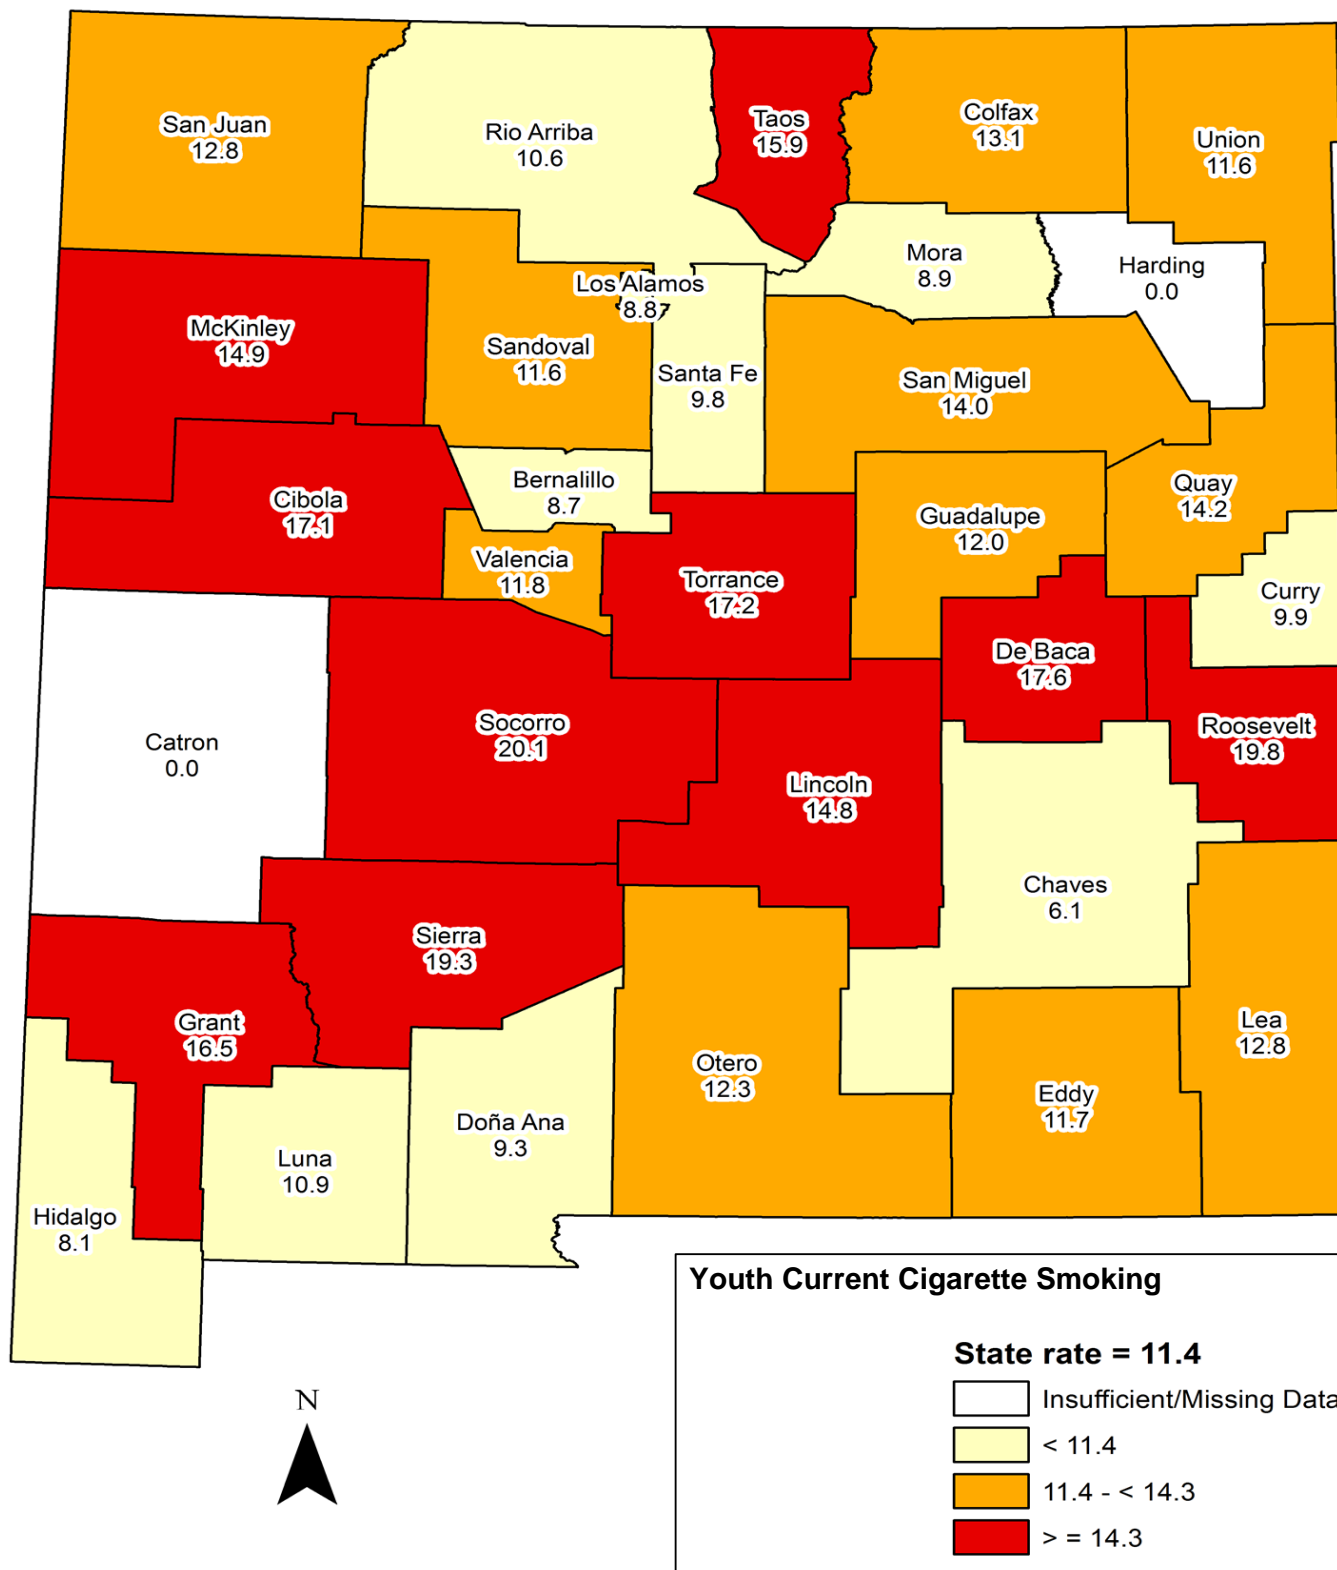 San Juan
12.8
Rio Arriba
10.6
Taos
15.9
Colfax
13.1
Union
11.6
Mora
8.9
Harding
0.0
Los Alamos
8.8
McKinley
14.9
Sandoval
11.6
Santa Fe
9.8
San Miguel
14.0
Quay
14.2
Cibola
17.1
Bernalillo
8.7
Guadalupe
12.0
Valencia
11.8
Torrance
17.2
Curry
9.9
De Baca
17.6
Catron
0.0
Socorro
20.1
Roosevelt
19.8
Lincoln
14.8
Chaves
6.1
Sierra
19.3
Grant
16.5
Lea
12.8
Otero
12.3
Eddy
11.7
Doña Ana
9.3
Luna
10.9
Hidalgo
8.1
Youth Current Cigarette Smoking
State rate = 11.4
Insufficient/Missing Data
< 11.4
11.4 - < 14.3
> = 14.3
N